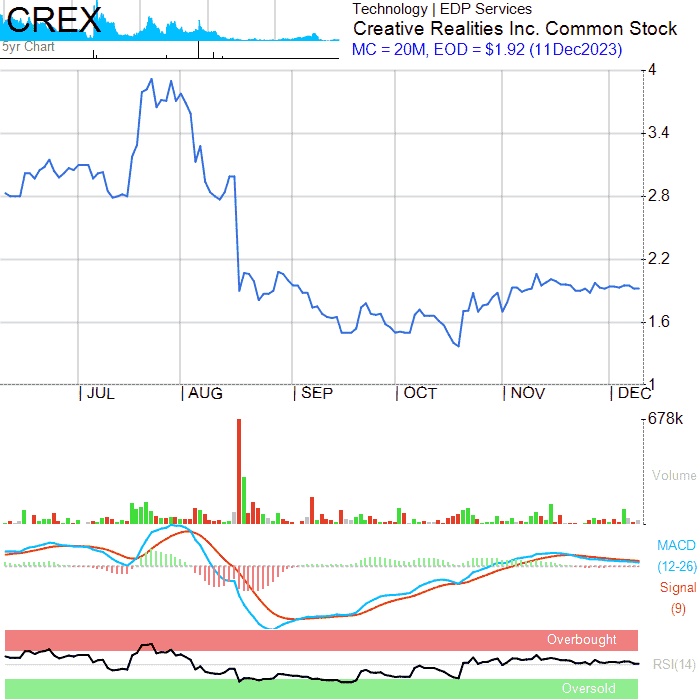 CREX
Technology | EDP Services
Creative Realities Inc. Common Stock
5yr Chart
MC = 20M, EOD = $1.92 (11Dec2023)
4
3.4
2.8
2.2
1.6
1
| JUL | AUG | SEP | OCT | NOV | DEC
678k
Volume
MACD
(12-26)
Signal
(9)
Overbought
RSI(14)
Oversold